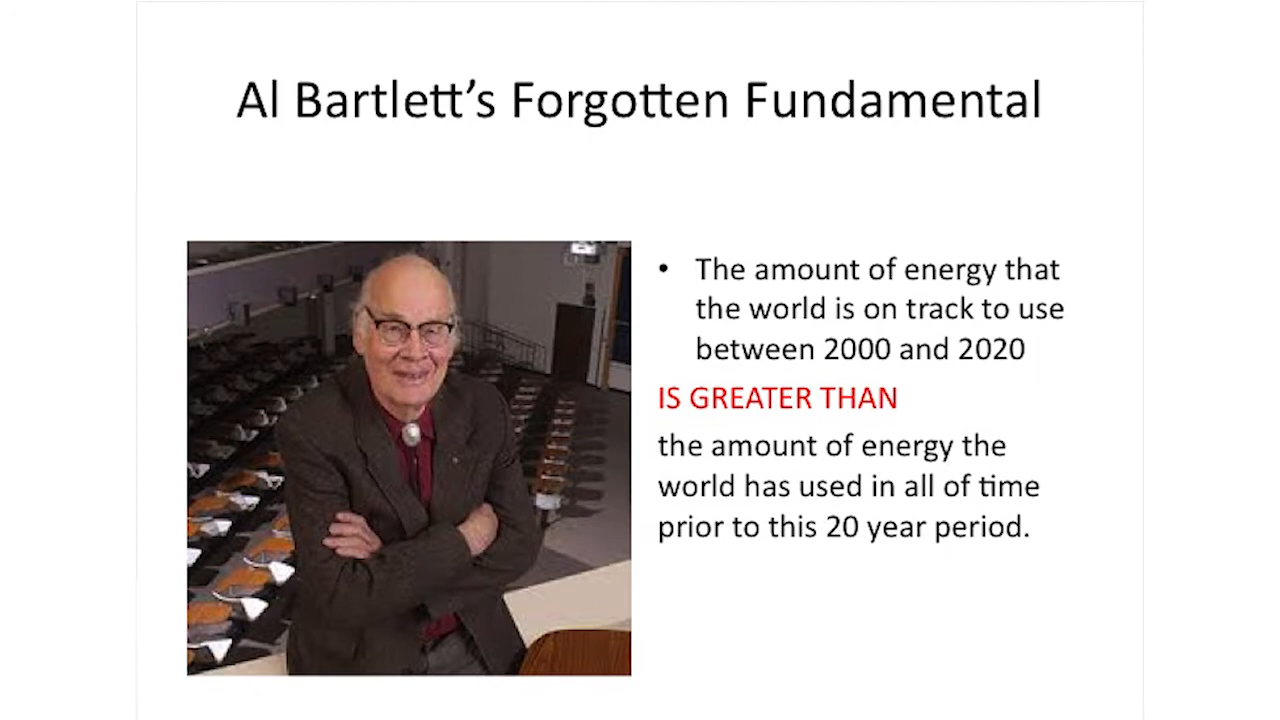 Al Bartlett's Forgotten Fundamental
• The amount of energy that
the world is on track to use
between 2000 and 2020
IS GREATER THAN
the amount of energy the
world has used in all of time
prior to this 20 year period.